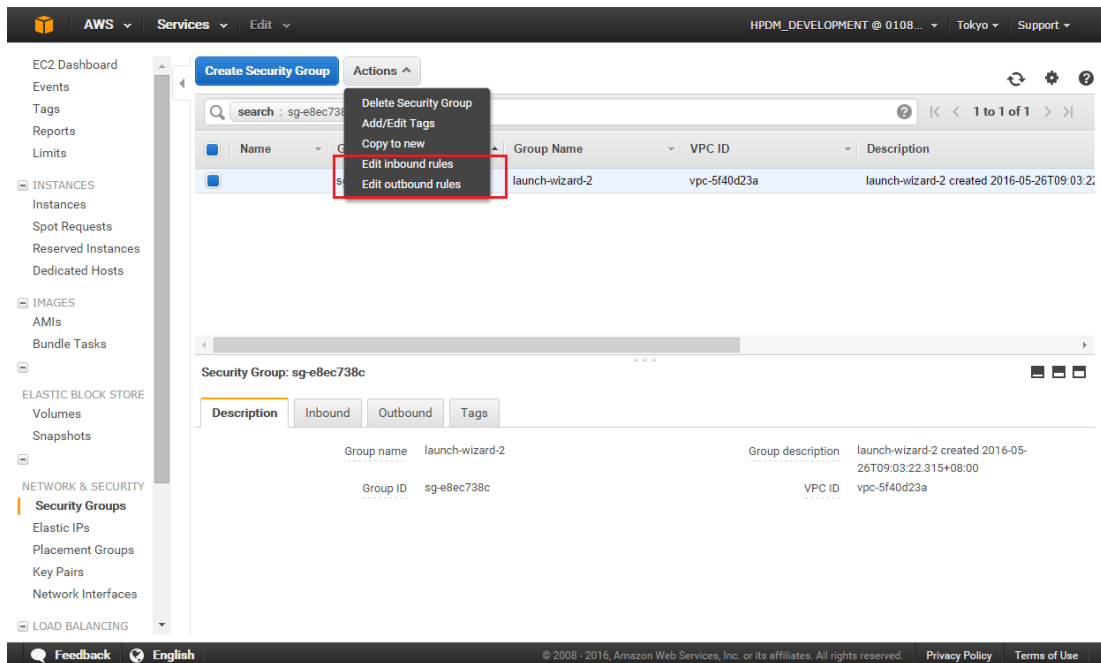 AWS Services Edit HPDM_DEVELOPMENT @ 0108... Tokyo Support
EC2 Dashboard
Events
Tags
Reports
Limits
INSTANCES
Instances
Spot Requests
Reserved Instances
Dedicated Hosts
IMAGES
AMIs
Bundle Tasks
ELASTIC BLOCK STORE
Volumes
Snapshots
NETWORK & SECURITY
Security Groups
Elastic IPs
Placement Groups
Key Pairs
Network Interfaces
LOAD BALANCING
Create Security Group Actions
Delete Security Group
Add/Edit Tags
Copy to new
Edit inbound rules
Edit outbound rules
search : sg-e8ec738 1 to 1 of 1
Name G Group Name VPC ID Description
s launch-wizard-2 vpc-5f40d23a launch-wizard-2 created 2016-05-26T09:03:22
Security Group: sg-e8ec738c
Description Inbound Outbound Tags
Group name launch-wizard-2 Group description launch-wizard-2 created 2016-05-
26T09:03:22.315+08:00
Group ID sg-e8ec738c VPC ID vpc-5f40d23a
Feedback English © 2008 - 2016, Amazon Web Services, Inc. or its affiliates. All rights reserved. Privacy Policy Terms of Use